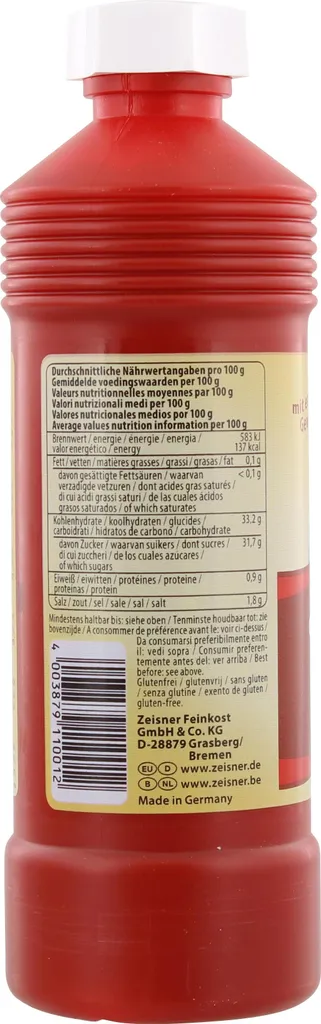 Durchschnittliche Nährwertangaben pro 100 g
Gemiddelde voedingswaarden per 100 g
Valeurs nutritionnelles moyennes par 100 g
Valori nutrizionali medi per 100 g
Valores nutricionales medios por 100 g
Average values nutrition information per 100 g
Brennwert / energie / énergie / energia / 583 kJ
valor energético / energy 137 kcal
Fett / vetten / matières grasses / grassi / grasas / fat 0,1 g
davon gesättigte Fettsäuren / waarvan < 0,1 g
verzadigde vetzuren / dont acides gras saturés /
di cui acidi grassi saturi / de las cuales ácidos
grasos saturados / of which saturates
Kohlenhydrate / koolhydraten / glucides / 33,2 g
carboidrati / hidratos de carbono / carbohydrate
davon Zucker / waarvan suikers / dont sucres / 31,7 g
di cui zuccheri / de los cuales azúcares /
of which sugars
Eiweiß / eiwitten / protéines / proteine / 0,9 g
proteínas / protein
Salz / zout / sel / sale / sal / salt 1,8 g
Mindestens haltbar bis: siehe oben / Tenminste houdbaar tot: zie
bovenzijde / A consommer de préférence avant le: voir ci-dessus /
Da consumarsi preferibilmente entro
il: vedi sopra / Consumir preferen-
temente antes del: ver arriba / Best
before: see above.
Glutenfrei / glutenvrij / sans gluten
/ senza glutine / exento de gluten /
gluten-free.
Zeisner Feinkost
GmbH & Co. KG
D-28879 Grasberg/
Bremen
EU D www.zeisner.de
B NL www.zeisner.be
Made in Germany
4 003879 110012